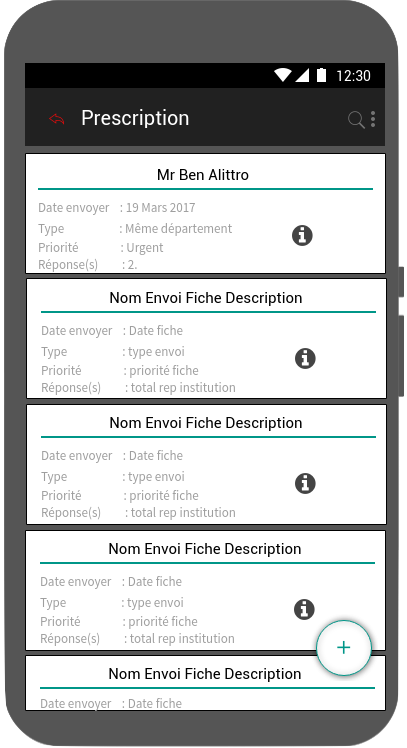 12:30
Prescription
Mr Ben Alittro
Date envoyer : 19 Mars 2017
Type : Même département
Priorité : Urgent
Réponse(s) : 2.
Nom Envoi Fiche Description
Date envoyer : Date fiche
Type : type envoi
Priorité : priorité fiche
Réponse(s) : total rep institution
Nom Envoi Fiche Description
Date envoyer : Date fiche
Type : type envoi
Priorité : priorité fiche
Réponse(s) : total rep institution
Nom Envoi Fiche Description
Date envoyer : Date fiche
Type : type envoi
Priorité : priorité fiche
Réponse(s) : total rep institution
Nom Envoi Fiche Description
Date envoyer : Date fiche